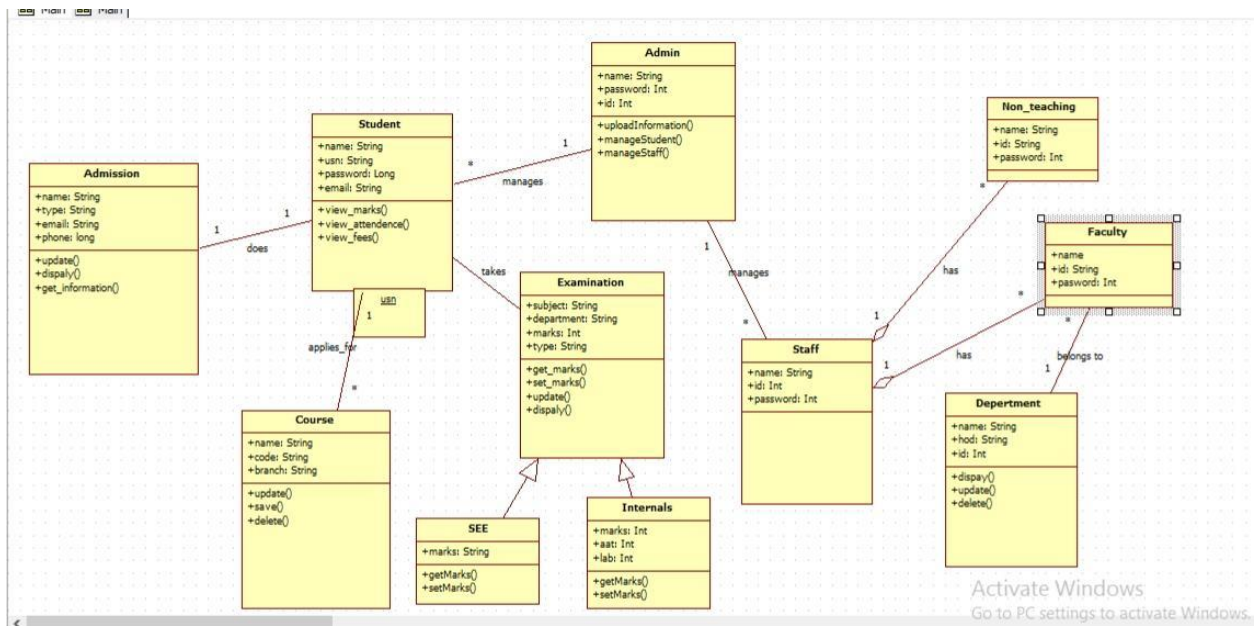 Main Main
Admission
+name: String
+type: String
+email: String
+phone: long
+update()
+dispaly()
+get_information()
1
1
does
Student
+name: String
+usn: String
+password: Long
+email: String
+view_marks()
+view_attendence()
+view_fees()
usn
1
applies_for
*
Course
+name: String
+code: String
+branch: String
+update()
+save()
+delete()
*
1
manages
Admin
+name: String
+password: Int
+id: Int
+uploadInformation()
+manageStudent()
+manageStaff()
takes
Examination
+subject: String
+department: String
+marks: Int
+type: String
+get_marks()
+set_marks()
+update()
+dispaly()
SEE
+marks: String
+getMarks()
+setMarks()
Internals
+marks: Int
+aat: Int
+lab: Int
+getMarks()
+setMarks()
1
manages
*
Staff
+name: String
+id: Int
+password: Int
Non_teaching
+name: String
+id: String
+password: Int
*
has
1
Faculty
+name
+id: String
+pasword: Int
*
has
1
*
belongs to
1
Depertment
+name: String
+hod: String
+id: Int
+dispay()
+update()
+delete()
Activate Windows
Go to PC settings to activate Windows.